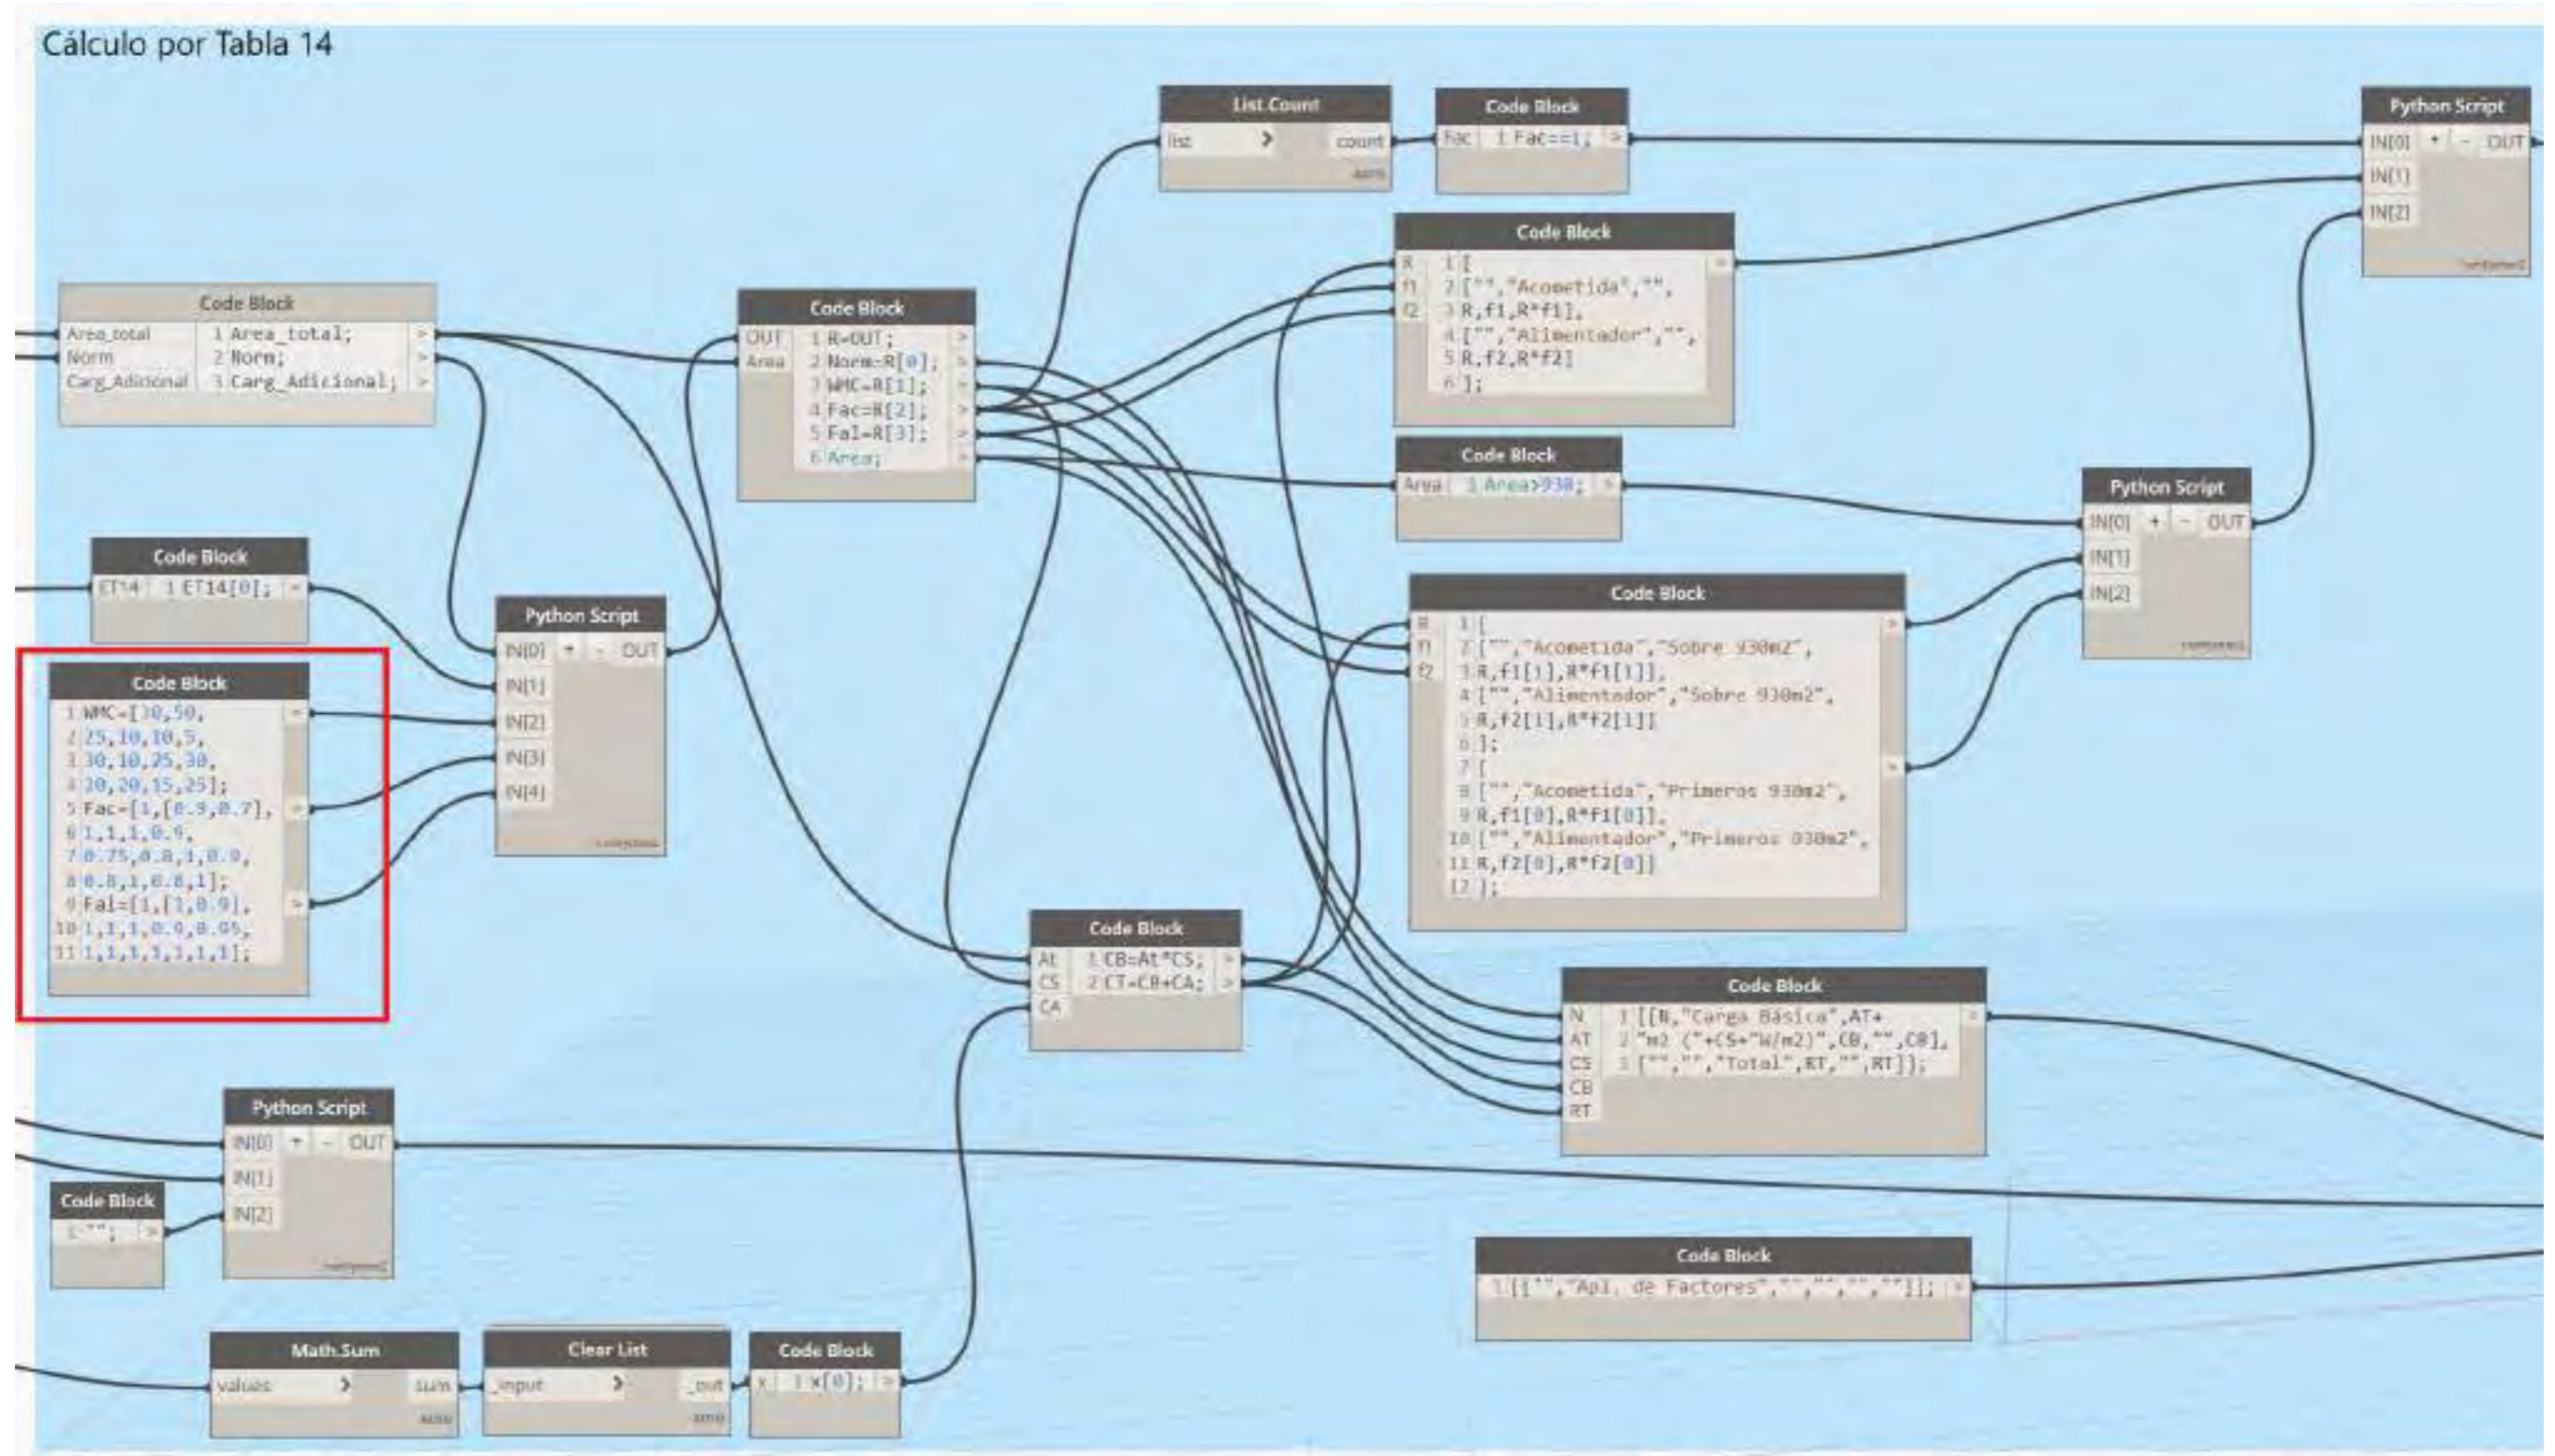 Cálculo por Tabla 14
List.Count
list > count
AUTO
Code Block
Fac 1 Fac==1; >
Python Script
IN[0] + - OUT
IN[1]
IN[2]
Code Block
Area_total 1 Area_total; >
Norm 2 Norm; >
Carg_Adicional 3 Carg_Adicional; >
Code Block
OUT 1 R=OUT; >
Area 2 Norm=R[0]; >
3 WMC=R[1]; >
4 Fac=R[2]; >
5 Fal=R[3]; >
6 Area; >
Code Block
R 1 [ >
f1 2 ["","Acometida","",
f2 3 R,f1,R*f1],
4 ["","Alimentador","",
5 R,f2,R*f2]
6 ];
Code Block
Area 1 Area>930; >
Python Script
IN[0] + - OUT
IN[1]
IN[2]
Code Block
ET14 1 ET14[0]; >
Python Script
IN[0] + - OUT
IN[1]
IN[2]
IN[3]
IN[4]
Code Block
1 WMC=[30,50, >
2 25,10,10,5,
3 30,10,25,30,
4 20,20,15,25];
5 Fac=[1,[0.9,0.7], >
6 1,1,1,0.9,
7 0.75,0.8,1,0.9,
8 0.8,1,0.8,1];
9 Fal=[1,[1,0.9], >
10 1,1,1,0.9,0.95,
11 1,1,1,1,1,1,1];
Code Block
R 1 [ >
f1 2 ["","Acometida","Sobre 930m2",
f2 3 R,f1[1],R*f1[1]],
4 ["","Alimentador","Sobre 930m2",
5 R,f2[1],R*f2[1]]
6 ];
7 [ >
8 ["","Acometida","Primeros 930m2",
9 R,f1[0],R*f1[0]],
10 ["","Alimentador","Primeros 930m2",
11 R,f2[0],R*f2[0]]
12 ];
Code Block
At 1 CB=At*CS; >
CS 2 CT=CB+CA; >
CA
Code Block
N 1 [[N,"Carga Básica",AT+ >
AT 2 "m2 ("+CS+"W/m2)",CB,"",CB],
CS 3 ["","","Total",RT,"",RT]];
CB
RT
Python Script
IN[0] + - OUT
IN[1]
IN[2]
Code Block
1 ""; >
Code Block
1 [["","Apl. de Factores","","","",""]]; >
Math.Sum
values > sum
AUTO
Clear List
_input > _out
AUTO
Code Block
x 1 x[0]; >